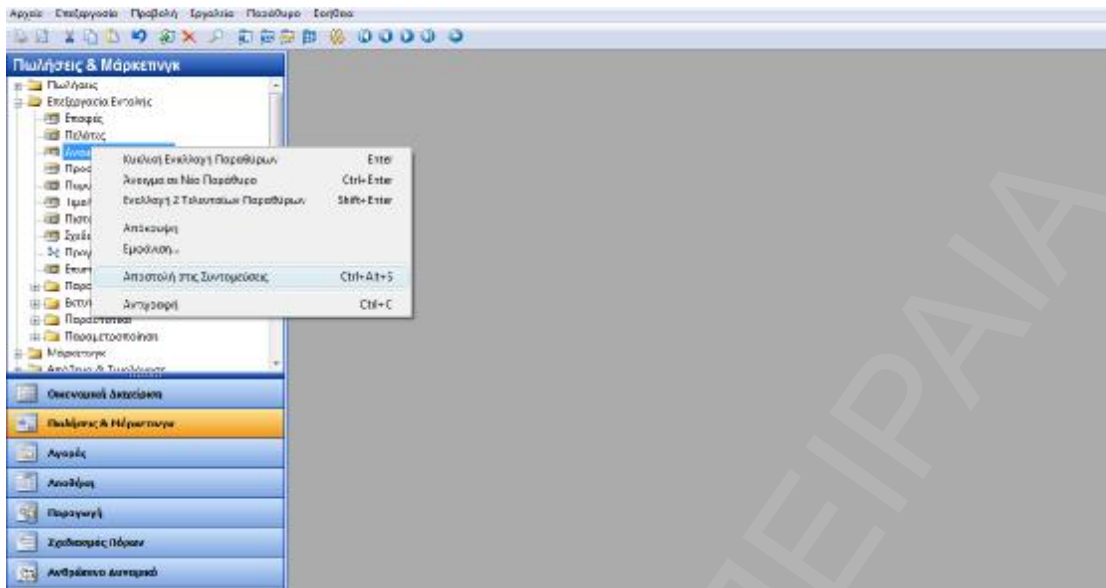 Αρχείο Επεξεργασία Προβολή Εργαλεία Παράθυρο Βοήθεια
Πωλήσεις & Μάρκετινγκ
Πωλήσεις
Επεξεργασία Εντολής
Επαφές
Πελάτες
Κυκλική Εναλλαγή Παραθύρων Enter
Άνοιγμα σε Νέο Παράθυρο Ctrl+Enter
Εναλλαγή 2 Τελευταίων Παραθύρων Shift+Enter
Απόκρυψη
Εμφάνιση...
Αποστολή στις Συντομεύσεις Ctrl+Alt+S
Αντιγραφή Ctrl+C
Παραμετροποίηση
Μάρκετινγκ
Οικονομική Διαχείριση
Πωλήσεις & Μάρκετινγκ
Αγορές
Αποθήκη
Παραγωγή
Σχεδιασμός Πόρων
Ανθρώπινο Δυναμικό
ΠΕΙΡΑΙΑ